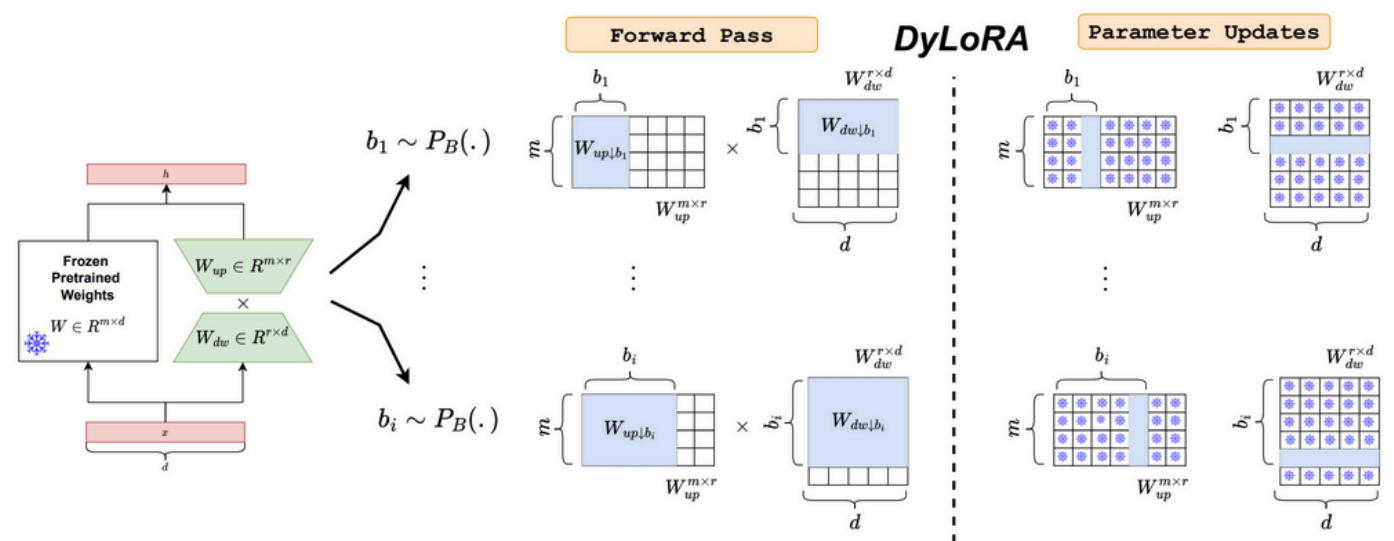 Forward Pass
DyLoRA
Parameter Updates
h
Frozen
Pretrained
Weights
W ∈ R^{m×d}
W_{up} ∈ R^{m×r}
×
W_{dw} ∈ R^{r×d}
x
d
b_1 ∼ P_B(.)
⋮
b_i ∼ P_B(.)
b_1
m
W_{up↓b_1}
W_{up}^{m×r}
×
W_{dw}^{r×d}
b_1
W_{dw↓b_1}
d
⋮
b_i
m
W_{up↓b_i}
W_{up}^{m×r}
×
W_{dw}^{r×d}
b_i
W_{dw↓b_i}
d
b_1
m
W_{up}^{m×r}
W_{dw}^{r×d}
b_1
d
⋮
b_i
m
W_{up}^{m×r}
W_{dw}^{r×d}
b_i
d